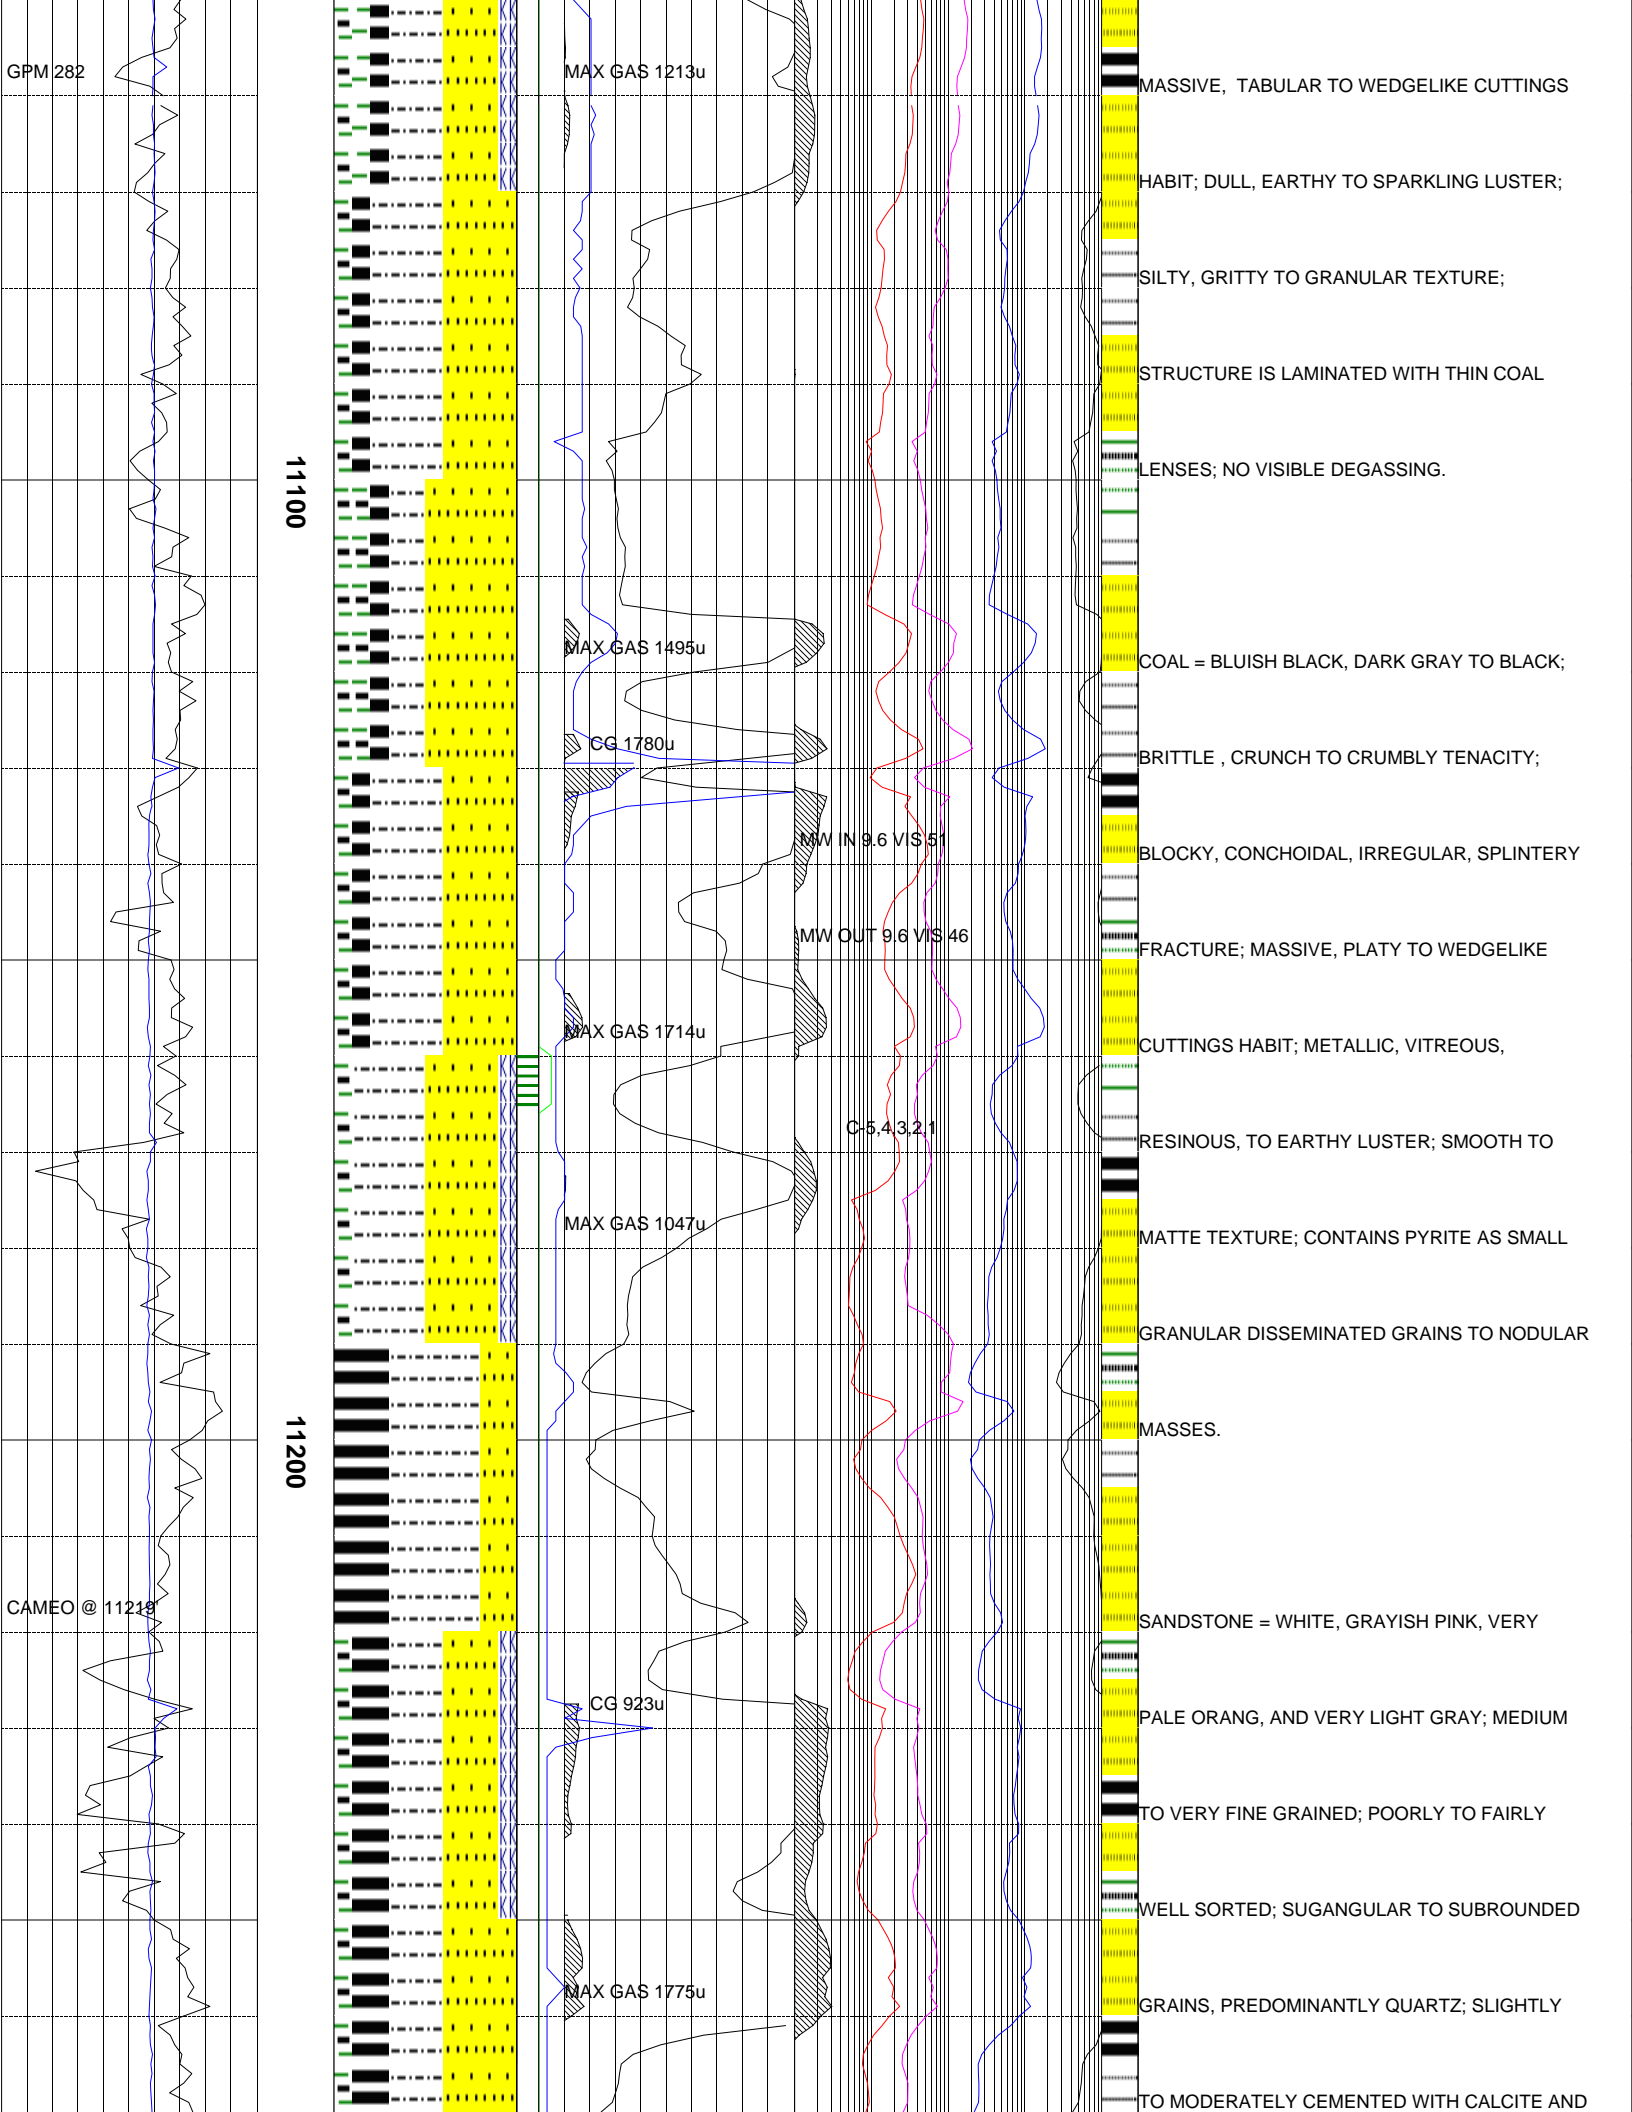 GPM 282
MAX GAS 1213u
MASSIVE,  TABULAR TO WEDGELIKE CUTTINGS
HABIT; DULL, EARTHY TO SPARKLING LUSTER;
SILTY, GRITTY TO GRANULAR TEXTURE;
STRUCTURE IS LAMINATED WITH THIN COAL
11100
LENSES; NO VISIBLE DEGASSING.
MAX GAS 1495u
COAL = BLUISH BLACK, DARK GRAY TO BLACK;
CG 1780u
BRITTLE , CRUNCH TO CRUMBLY TENACITY;
MW IN 9.6 VIS 51
BLOCKY, CONCHOIDAL, IRREGULAR, SPLINTERY
MW OUT 9.6 VIS 46
FRACTURE; MASSIVE, PLATY TO WEDGELIKE
MAX GAS 1714u
CUTTINGS HABIT; METALLIC, VITREOUS,
C-5,4,3,2,1
RESINOUS, TO EARTHY LUSTER; SMOOTH TO
MAX GAS 1047u
MATTE TEXTURE; CONTAINS PYRITE AS SMALL
GRANULAR DISSEMINATED GRAINS TO NODULAR
11200
MASSES.
CAMEO @ 11219'
SANDSTONE = WHITE, GRAYISH PINK, VERY
CG 923u
PALE ORANG, AND VERY LIGHT GRAY; MEDIUM
TO VERY FINE GRAINED; POORLY TO FAIRLY
WELL SORTED; SUGANGULAR TO SUBROUNDED
MAX GAS 1775u
GRAINS, PREDOMINANTLY QUARTZ; SLIGHTLY
TO MODERATELY CEMENTED WITH CALCITE AND